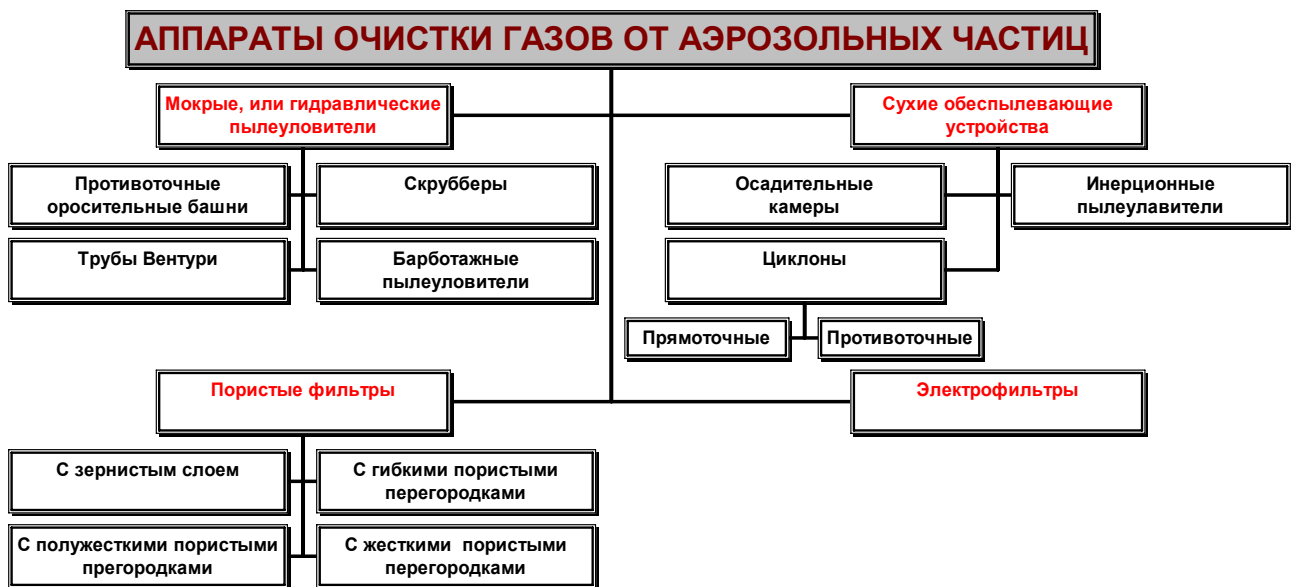 АППАРАТЫ ОЧИСТКИ ГАЗОВ ОТ АЭРОЗОЛЬНЫХ ЧАСТИЦ
Мокрые, или гидравлические
пылеуловители
Сухие обеспылевающие
устройства
Противоточные
оросительные башни
Скрубберы
Осадительные
камеры
Инерционные
пылеулавители
Трубы Вентури
Барботажные
пылеуловители
Циклоны
Прямоточные
Противоточные
Пористые фильтры
Электрофильтры
С зернистым слоем
С гибкими пористыми
перегородками
С полужесткими пористыми
прегородками
С жесткими пористыми
перегородками